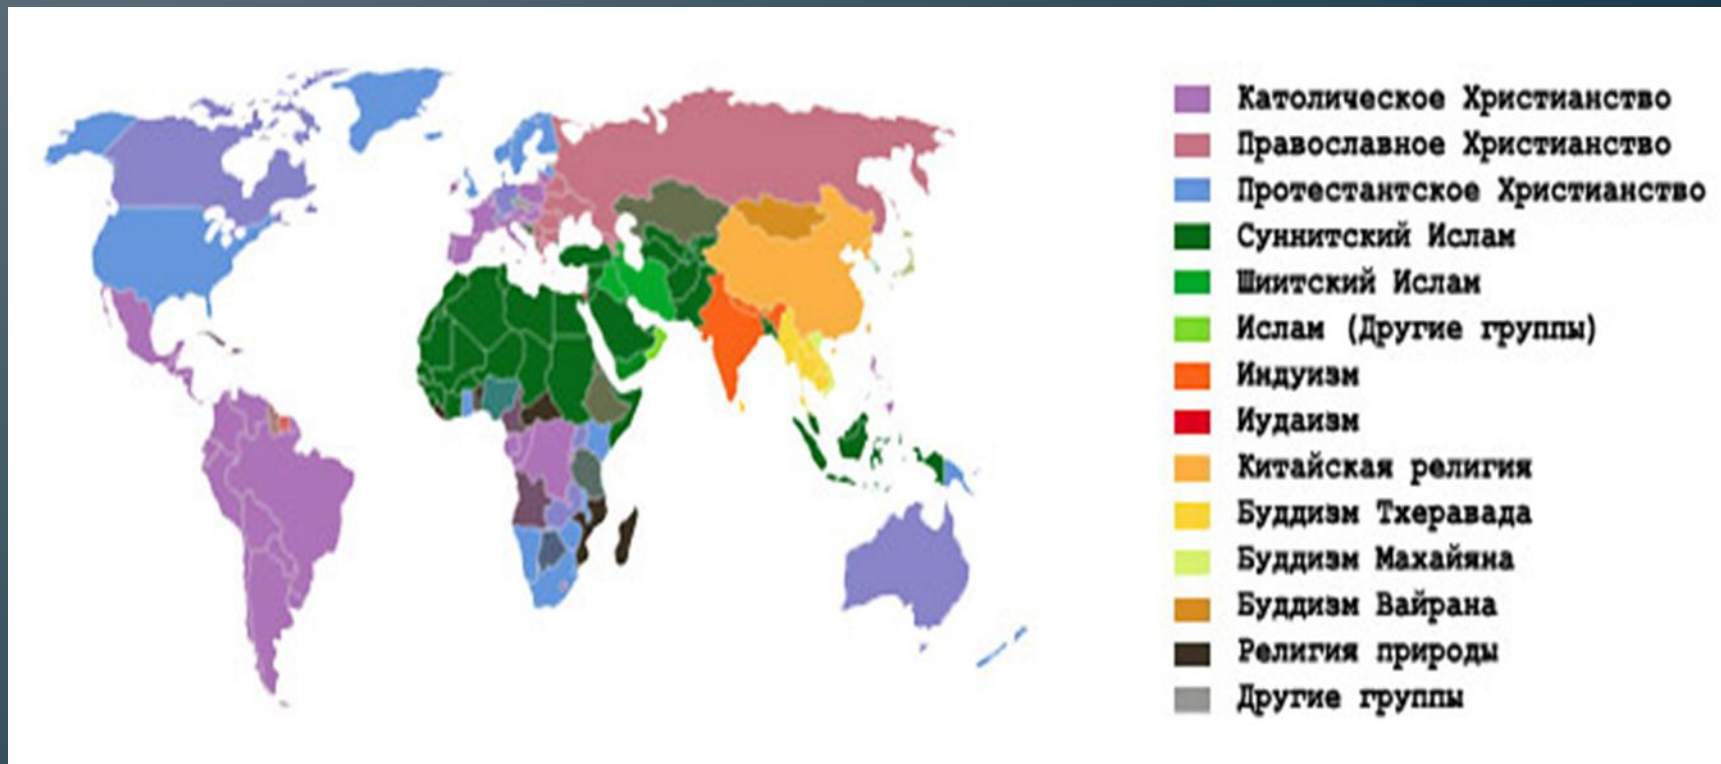 Католическое Христианство
Православное Христианство
Протестантское Христианство
Суннитский Ислам
Шиитский Ислам
Ислам (Другие группы)
Индуизм
Иудаизм
Китайская религия
Буддизм Тхеравада
Буддизм Махайяна
Буддизм Вайрана
Религия природы
Другие группы